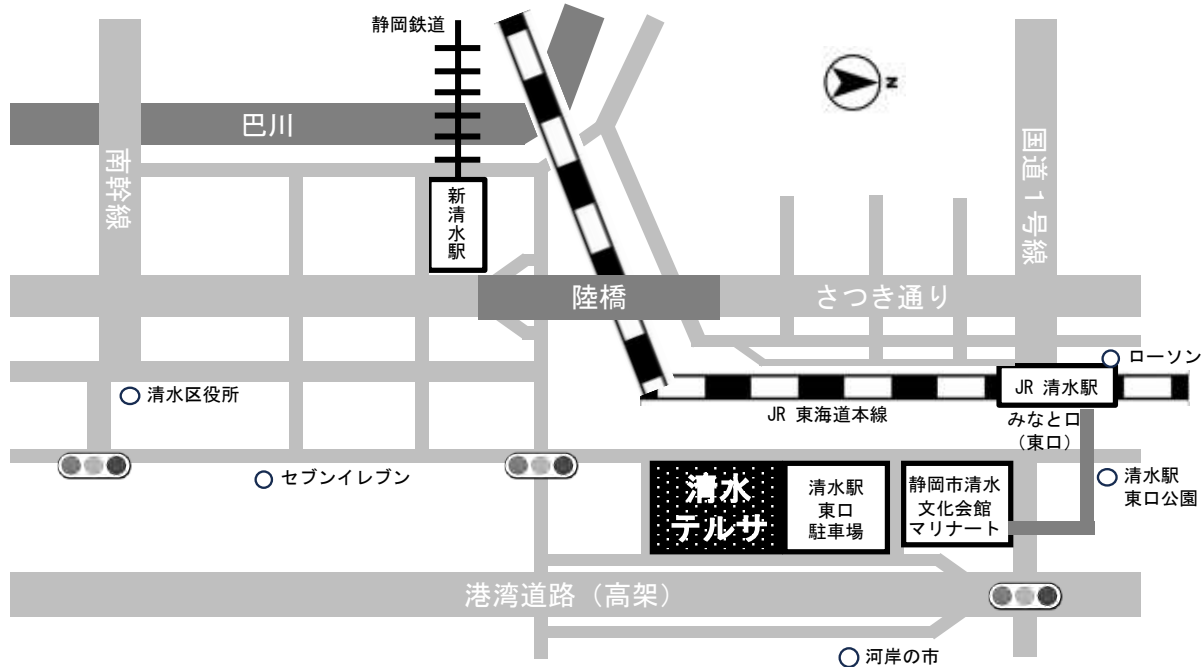 静岡鉄道
巴川
南幹線
新清水駅
N
国道1号線
陸橋
さつき通り
ローソン
JR 清水駅
清水区役所
JR 東海道本線
みなと口
（東口）
セブンイレブン
清水
テルサ
清水駅
東口
駐車場
静岡市清水
文化会館
マリナート
清水駅
東口公園
港湾道路（高架）
河岸の市